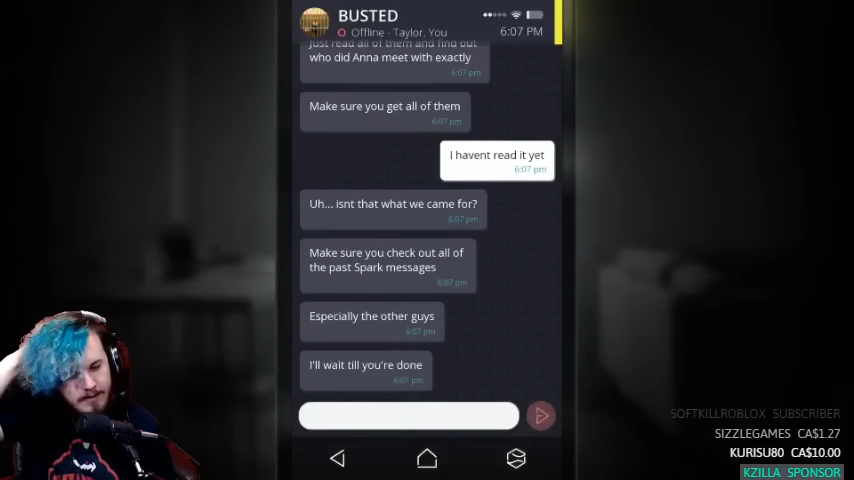 BUSTED
Offline - Taylor, You
6:07 PM
Just read all of them and find out
who did Anna meet with exactly
6:07 pm
Make sure you get all of them
6:07 pm
I havent read it yet
6:07 pm
Uh... isnt that what we came for?
6:07 pm
Make sure you check out all of
the past Spark messages
6:07 pm
Especially the other guys
6:07 pm
I'll wait till you're done
6:07 pm
SOFTKILLROBLOX SUBSCRIBER
SIZZLEGAMES CA$1.27
KURISU80 CA$10.00
KZILLA SPONSOR